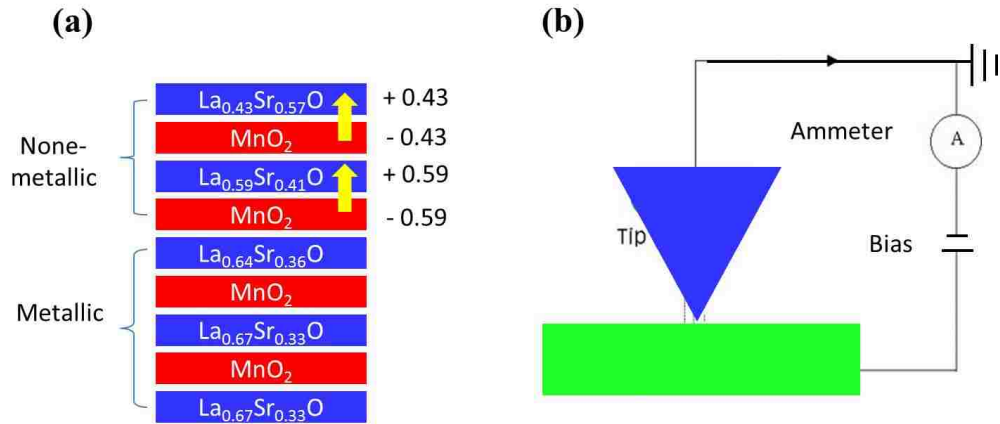 (a)
La0.43Sr0.57O
+ 0.43
MnO2
- 0.43
None-
metallic
La0.59Sr0.41O
+ 0.59
MnO2
- 0.59
La0.64Sr0.36O
MnO2
Metallic
La0.67Sr0.33O
MnO2
La0.67Sr0.33O
(b)
Ammeter
A
Tip
Bias